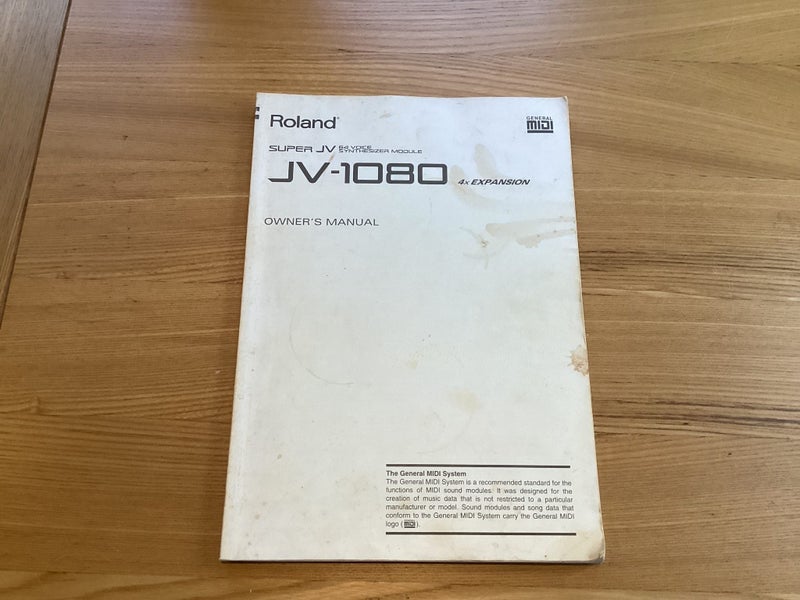 Roland®
GENERAL
MIDI
SUPER JV 64 VOICE
SYNTHESIZER MODULE
JV-1080 4x EXPANSION
OWNER'S MANUAL
The General MIDI System
The General MIDI System is a recommended standard for the
functions of MIDI sound modules. It was designed for the
creation of music data that is not restricted to a particular
manufacturer or model. Sound modules and song data that
conform to the General MIDI System carry the General MIDI
logo ( MIDI ).